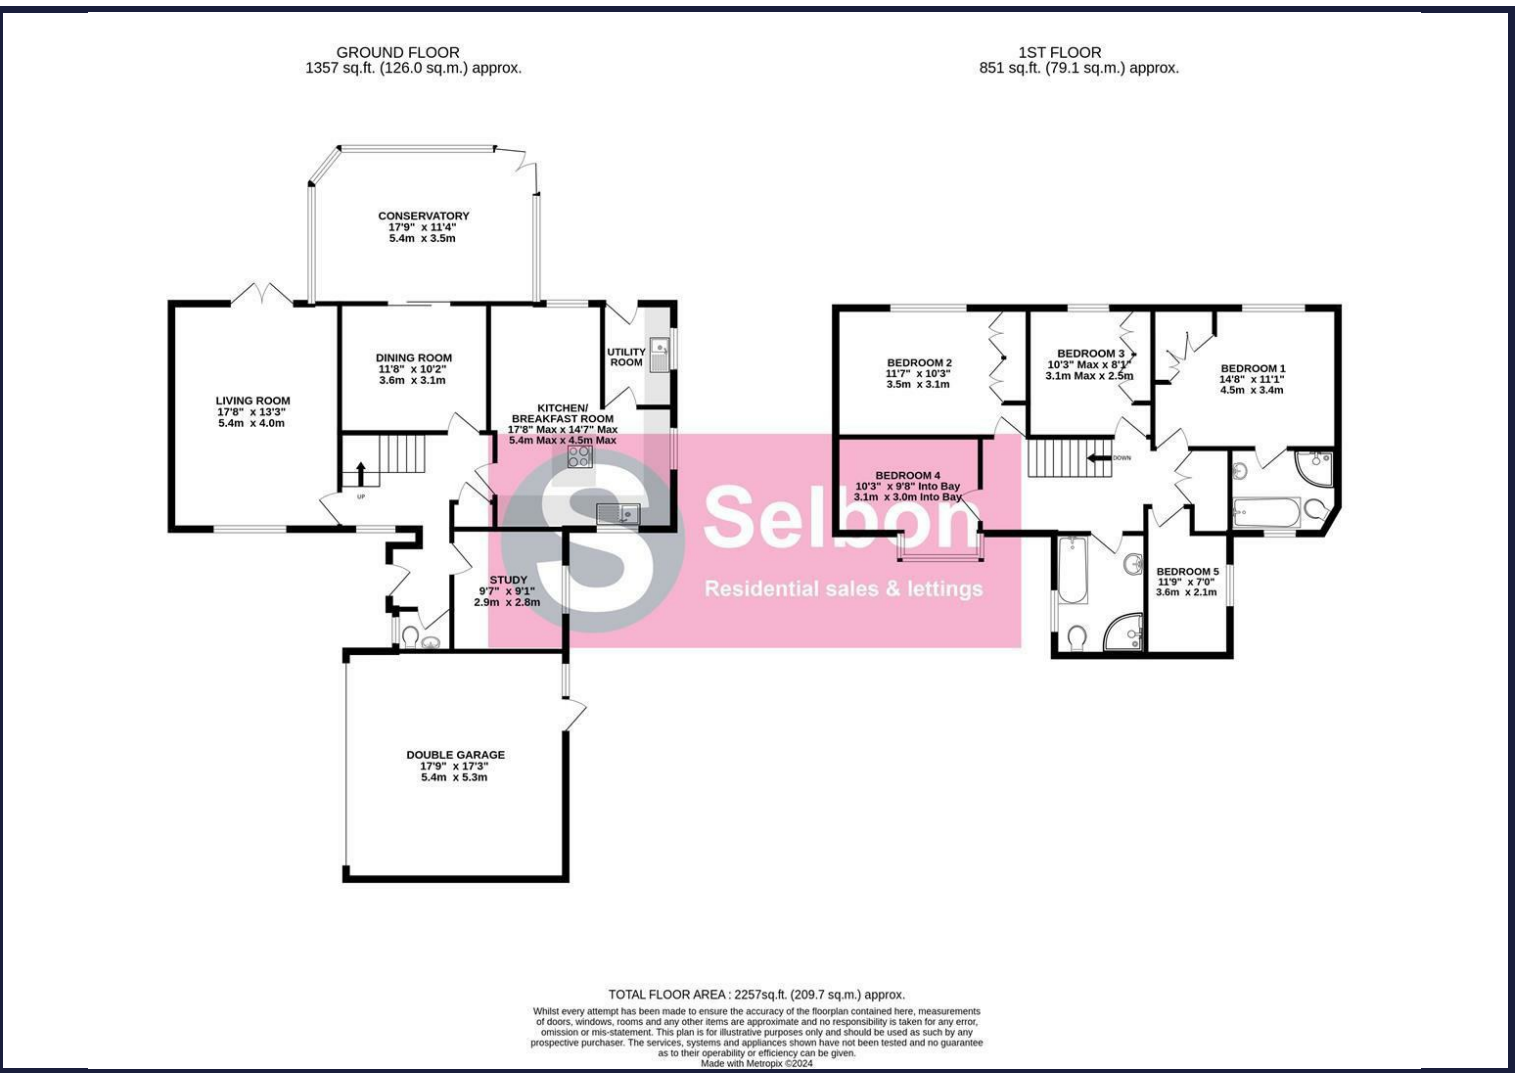 GROUND FLOOR
1357 sq.ft. (126.0 sq.m.) approx.
1ST FLOOR
851 sq.ft. (79.1 sq.m.) approx.
CONSERVATORY
17'9" x 11'4"
5.4m x 3.5m
LIVING ROOM
17'8" x 13'3"
5.4m x 4.0m
DINING ROOM
11'8" x 10'2"
3.6m x 3.1m
UTILITY
ROOM
KITCHEN/
BREAKFAST ROOM
17'8" Max x 14'7" Max
5.4m Max x 4.5m Max
UP
STUDY
9'7" x 9'1"
2.9m x 2.8m
DOUBLE GARAGE
17'9" x 17'3"
5.4m x 5.3m
BEDROOM 2
11'7" x 10'3"
3.5m x 3.1m
BEDROOM 3
10'3" Max x 8'1"
3.1m Max x 2.5m
BEDROOM 1
14'8" x 11'1"
4.5m x 3.4m
BEDROOM 4
10'3" x 9'8" Into Bay
3.1m x 3.0m Into Bay
DOWN
BEDROOM 5
11'9" x 7'0"
3.6m x 2.1m
S
Selbon
Residential sales & lettings
TOTAL FLOOR AREA : 2257sq.ft. (209.7 sq.m.) approx.
Whilst every attempt has been made to ensure the accuracy of the floorplan contained here, measurements
of doors, windows, rooms and any other items are approximate and no responsibility is taken for any error,
omission or mis-statement. This plan is for illustrative purposes only and should be used as such by any
prospective purchaser. The services, systems and appliances shown have not been tested and no guarantee
as to their operability or efficiency can be given.
Made with Metropix ©2024